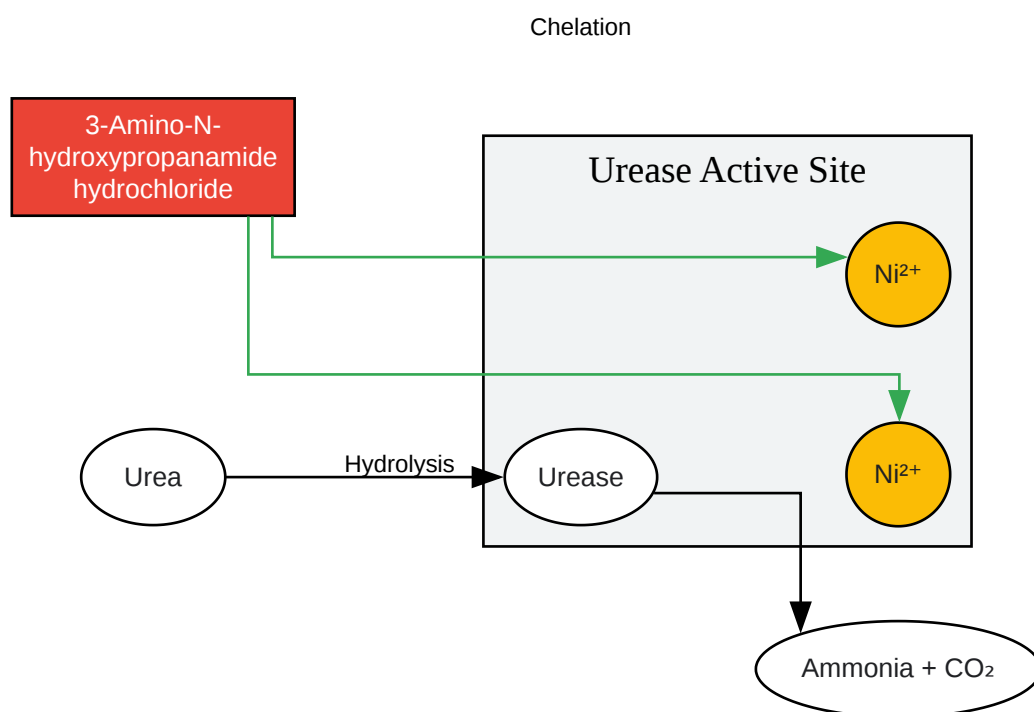 Chelation
3-Amino-N-
hydroxypropanamide
hydrochloride
Urease Active Site
Ni²⁺
Ni²⁺
Urea
Hydrolysis
Urease
Ammonia + CO₂